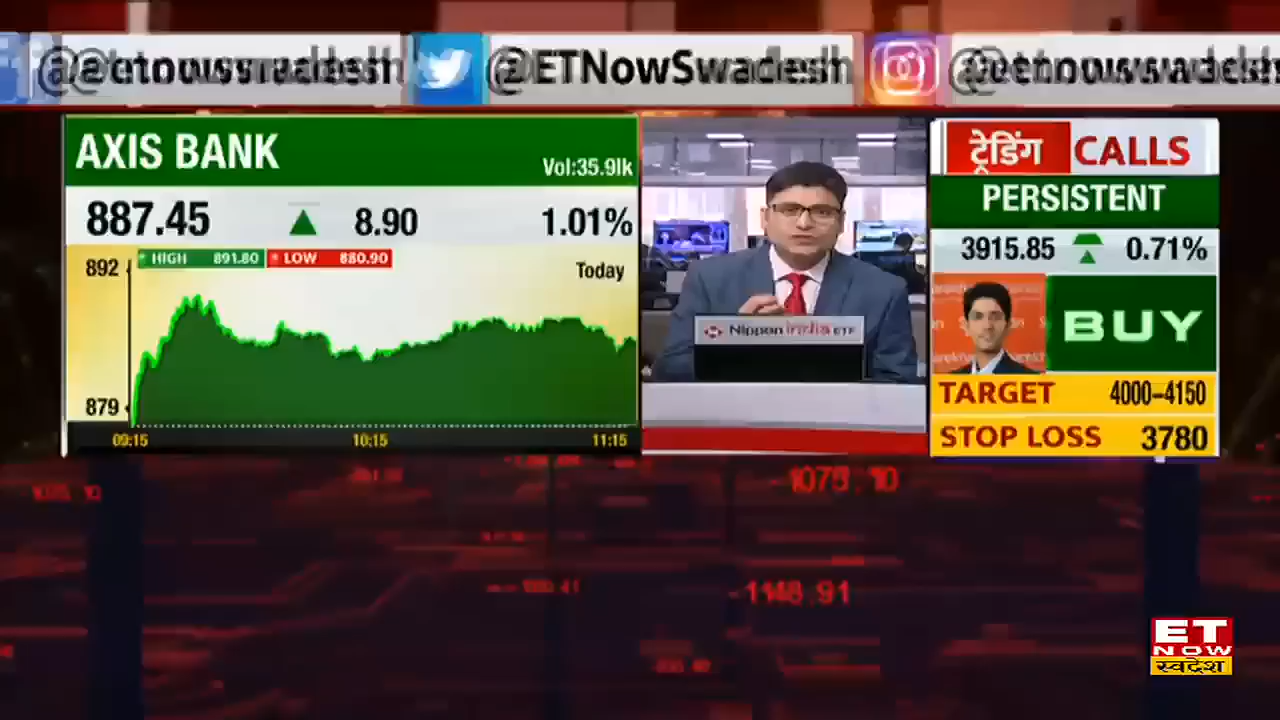 @ETNowSwadesh
AXIS BANK
Vol:35.9lk
887.45 ▲ 8.90 1.01%
HIGH 891.80 LOW 880.90
Today
892
879
09:15 10:15 11:15
Nippon india ETF
ट्रेडिंग CALLS
PERSISTENT
3915.85 0.71%
BUY
TARGET 4000-4150
STOP LOSS 3780
-1075.10
-1148.91
ET
NOW
स्वदेश